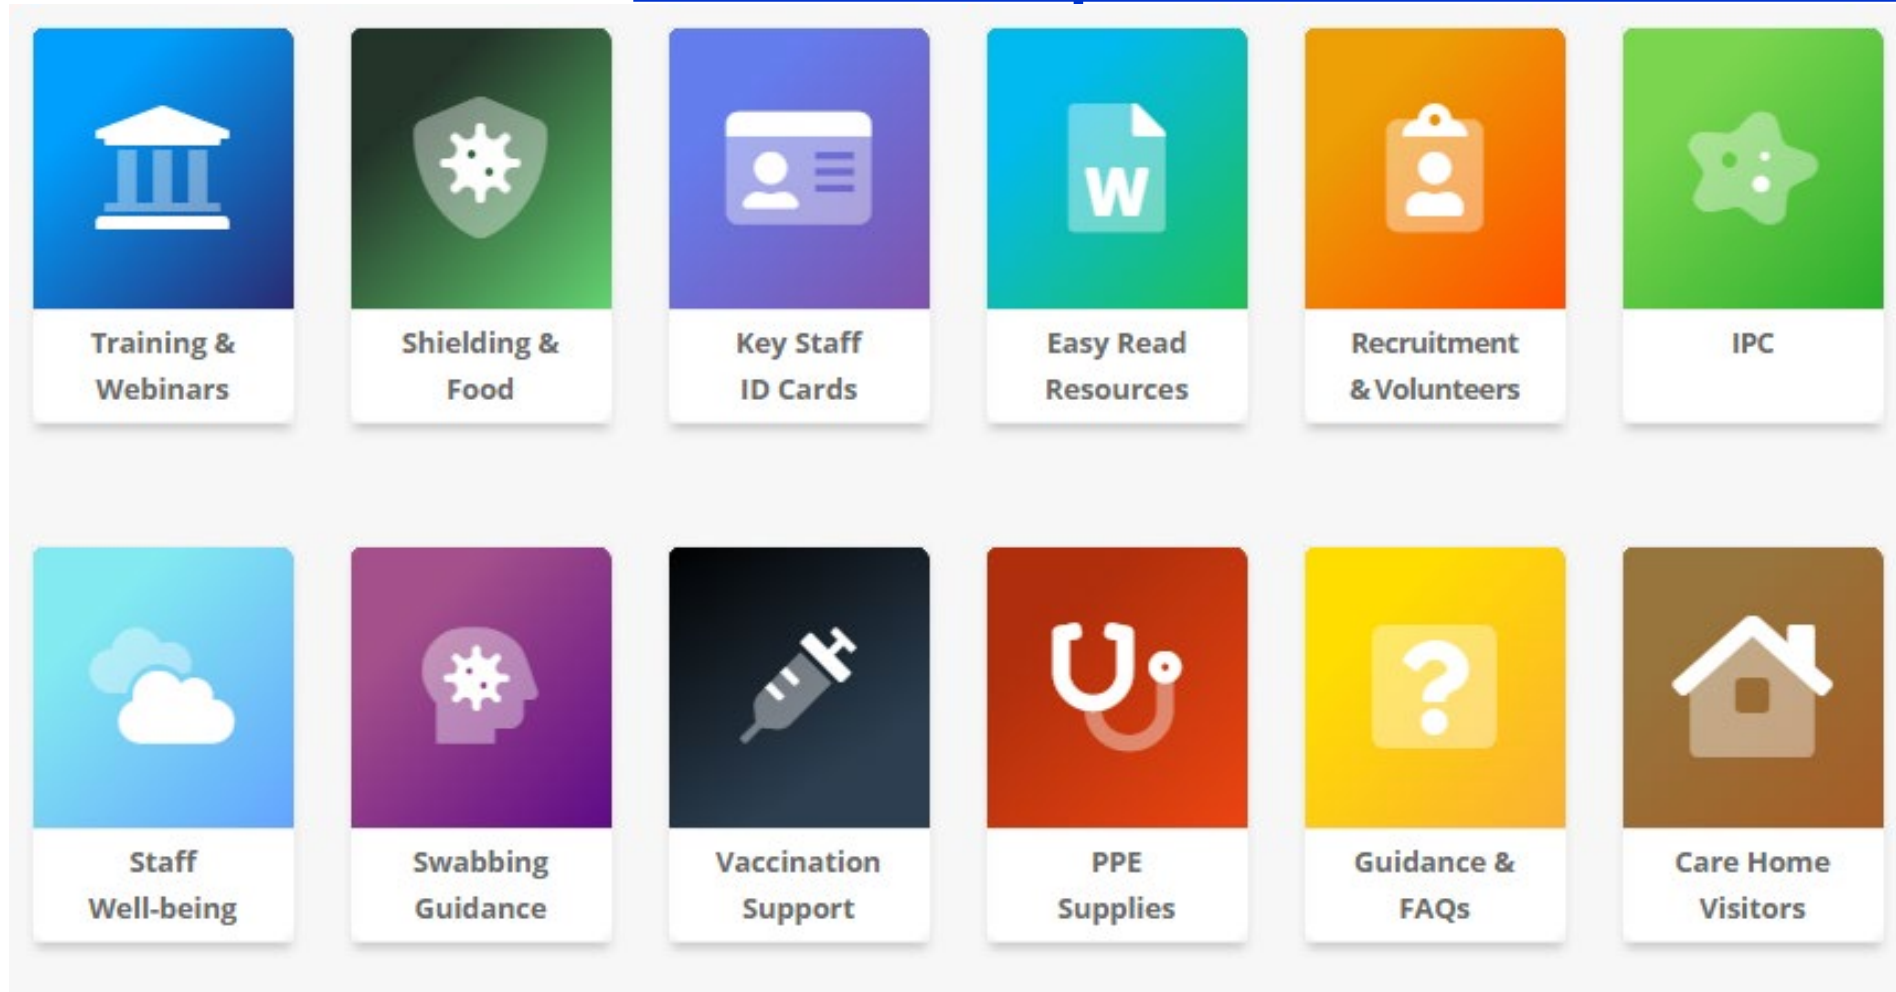 W
Training &
Webinars
Shielding &
Food
Key Staff
ID Cards
Easy Read
Resources
Recruitment
& Volunteers
IPC
?
Staff
Well-being
Swabbing
Guidance
Vaccination
Support
PPE
Supplies
Guidance &
FAQs
Care Home
Visitors